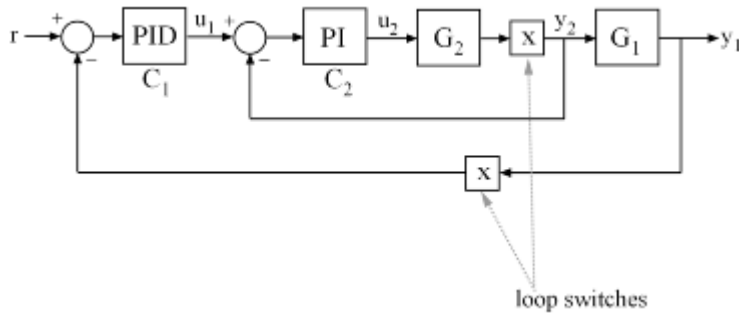 r
+
−
PID
C1
u1
+
−
PI
C2
u2
G2
x
y2
G1
y1
x
loop switches